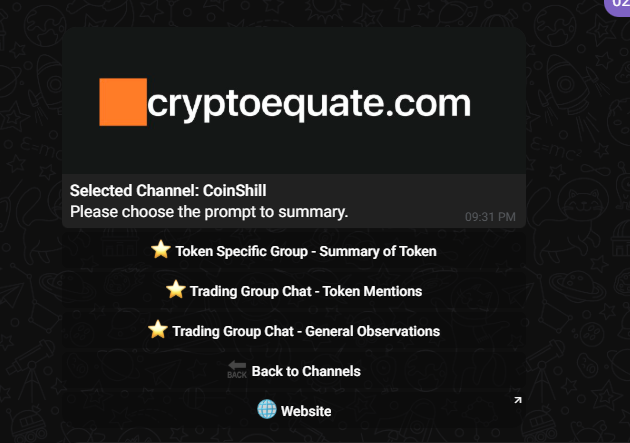 02
cryptoequate.com
Selected Channel: CoinShill
Please choose the prompt to summary.
09:31 PM
⭐ Token Specific Group - Summary of Token
⭐ Trading Group Chat - Token Mentions
⭐ Trading Group Chat - General Observations
BACK Back to Channels
🌐 Website